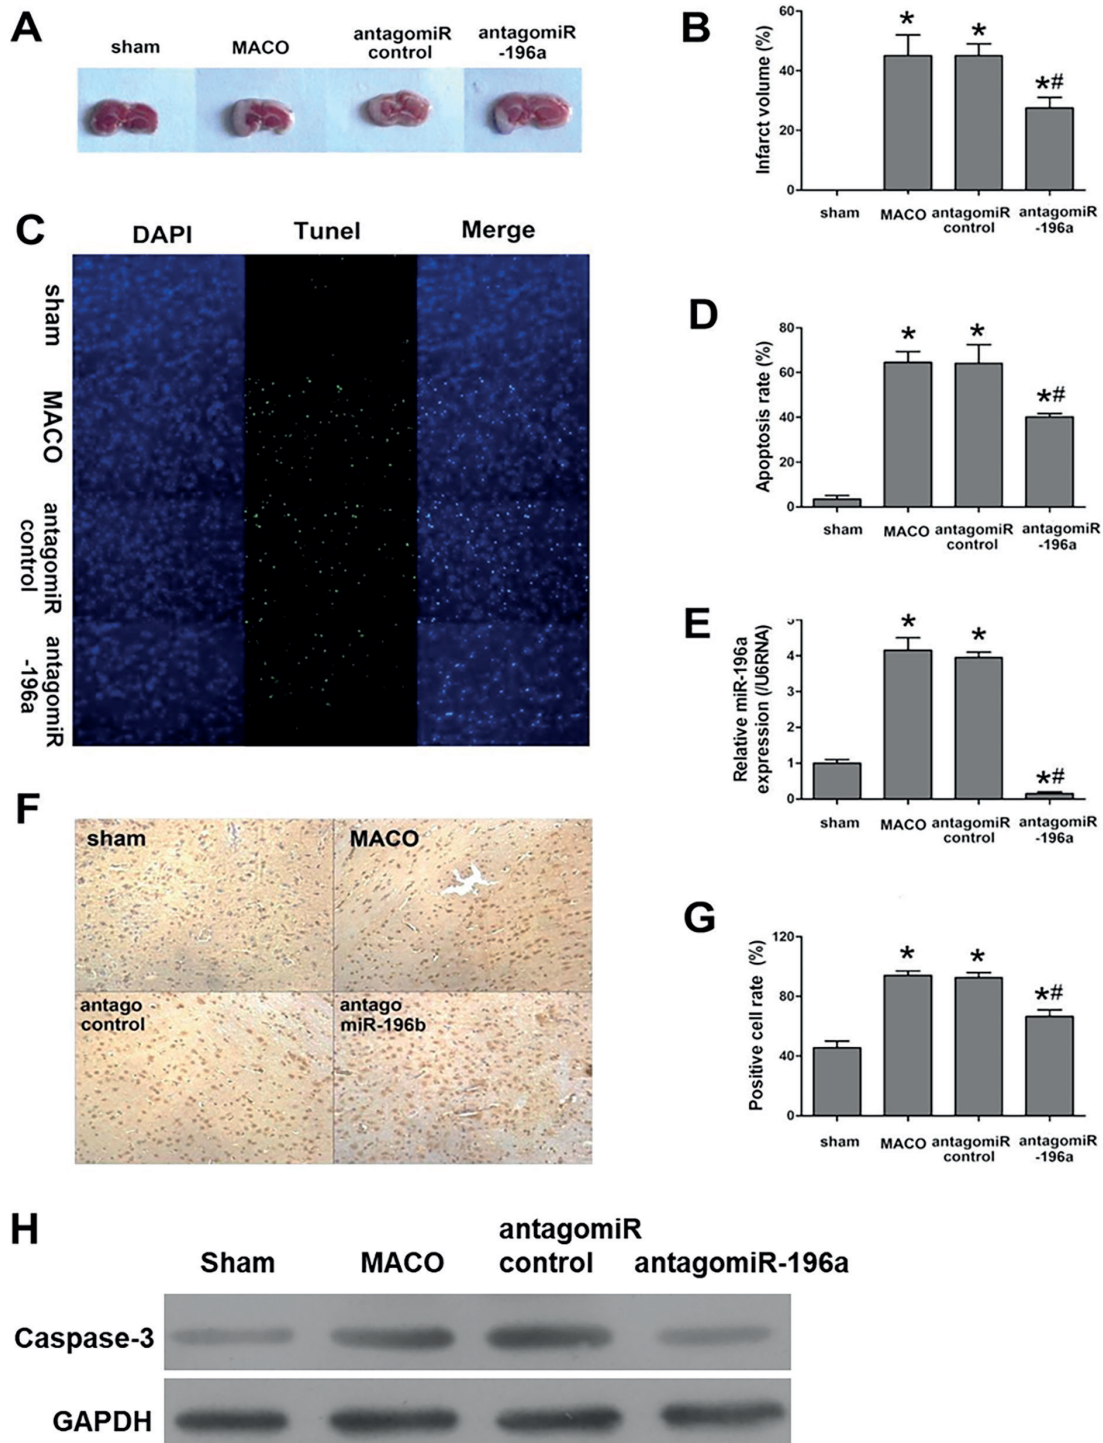 A
sham
MACO
antagomiR
control
antagomiR
-196a
B
Infarct volume (%)
60
40
20
0
*
*
*#
sham
MACO
antagomiR
control
antagomiR
-196a
C
DAPI
Tunel
Merge
sham
MACO
antagomiR
control
antagomiR
-196a
D
Apoptosis rate (%)
80
60
40
20
0
*
*
*#
sham
MACO
antagomiR
control
antagomiR
-196a
E
Relative miR-196a
expression (/U6RNA)
5
4
3
2
1
0
*
*
*#
sham
MACO
antagomiR
control
antagomiR
-196a
F
sham
MACO
antago
control
antago
miR-196b
G
Positive cell rate (%)
120
80
40
0
*
*
*#
sham
MACO
antagomiR
control
antagomiR
-196a
H
Sham
MACO
antagomiR
control
antagomiR-196a
Caspase-3
GAPDH